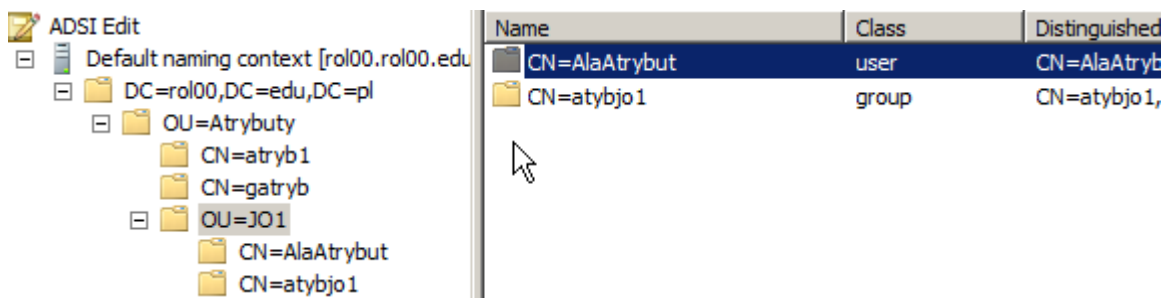 ADSI Edit
Default naming context [rol00.rol00.edu
DC=rol00,DC=edu,DC=pl
OU=Atrybuty
CN=atryb1
CN=gatryb
OU=JO1
CN=AlaAtrybut
CN=atybjo1
Name Class Distinguished
CN=AlaAtrybut user CN=AlaAtryb
CN=atybjo1 group CN=atybjo1,